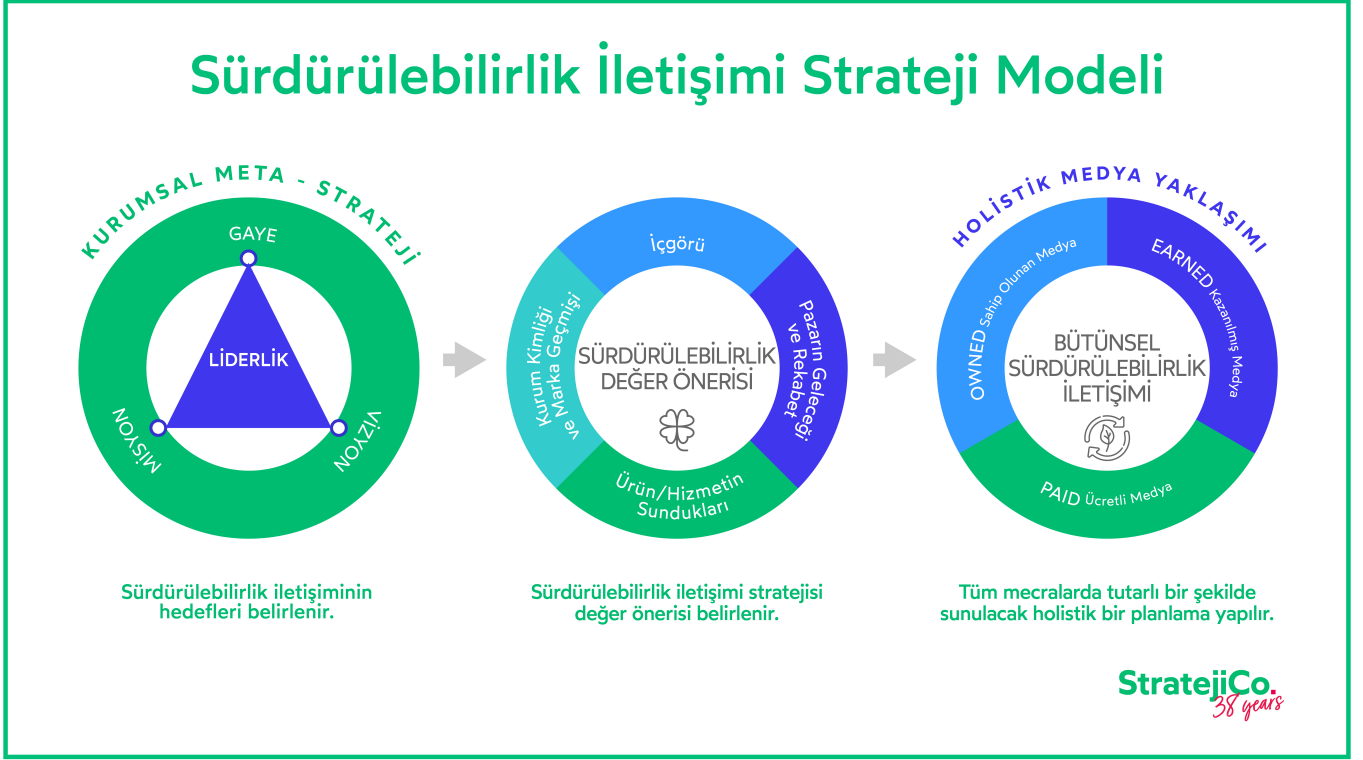 Sürdürülebilirlik İletişimi Strateji Modeli
KURUMSAL META - STRATEJİ
GAYE
LİDERLİK
MİSYON
VİZYON
Sürdürülebilirlik iletişiminin
hedefleri belirlenir.
İçgörü
Kurum Kimliği
ve Marka Geçmişi
SÜRDÜRÜLEBİLİRLİK
DEĞER ÖNERİSİ
Pazarın Geleceği
ve Rekabet
Ürün/Hizmetin
Sundukları
Sürdürülebilirlik iletişimi stratejisi
değer önerisi belirlenir.
HOLİSTİK MEDYA YAKLAŞIMI
OWNED Sahip Olunan Medya
EARNED Kazanılmış Medya
BÜTÜNSEL
SÜRDÜRÜLEBİLİRLİK
İLETİŞİMİ
PAID Ücretli Medya
Tüm mecralarda tutarlı bir şekilde
sunulacak holistik bir planlama yapılır.
StratejiCo.
38 years